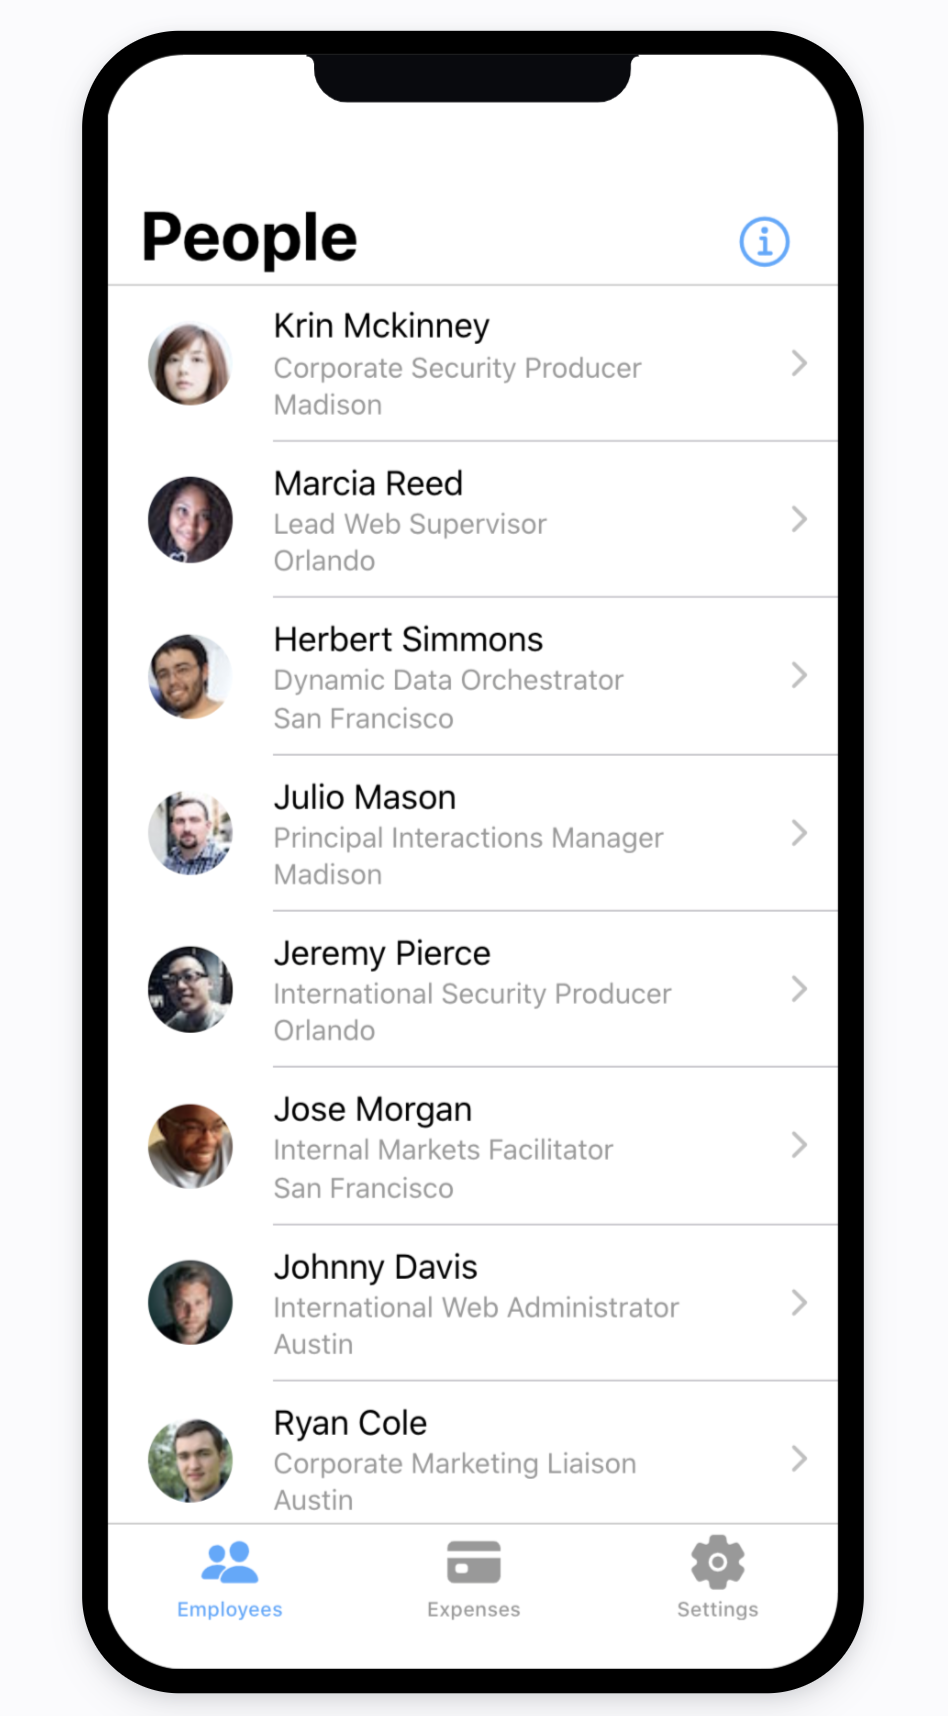 People
Krin Mckinney
Corporate Security Producer
Madison
Marcia Reed
Lead Web Supervisor
Orlando
Herbert Simmons
Dynamic Data Orchestrator
San Francisco
Julio Mason
Principal Interactions Manager
Madison
Jeremy Pierce
International Security Producer
Orlando
Jose Morgan
Internal Markets Facilitator
San Francisco
Johnny Davis
International Web Administrator
Austin
Ryan Cole
Corporate Marketing Liaison
Austin
Employees Expenses Settings